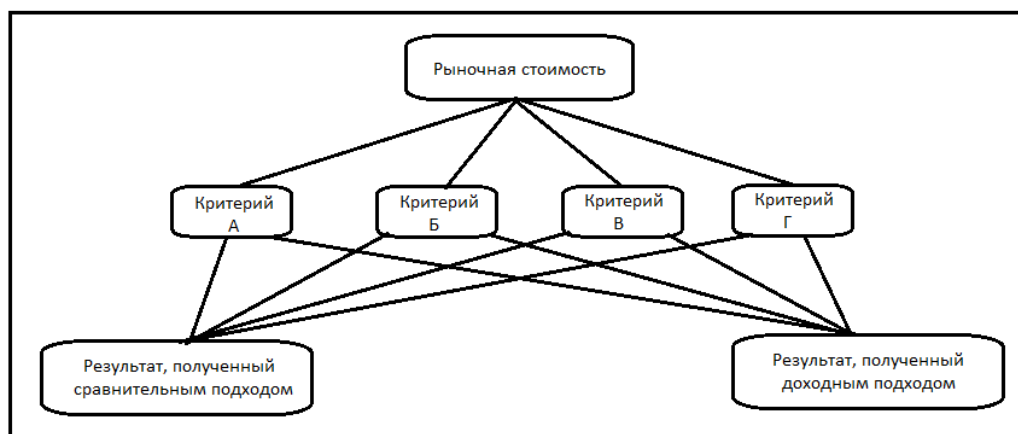 Рыночная стоимость
Критерий
А
Критерий
Б
Критерий
В
Критерий
Г
Результат, полученный
сравнительным подходом
Результат, полученный
доходным подходом